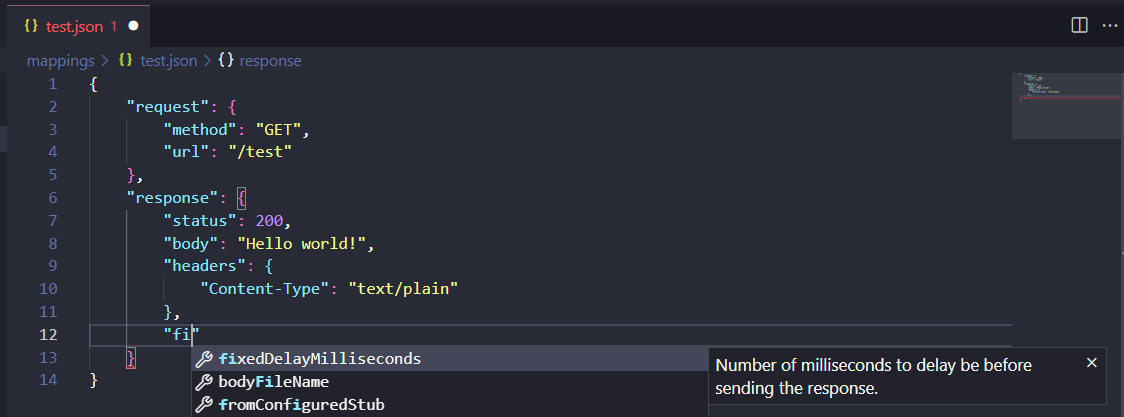 {} test.json 1
mappings > {} test.json > {} response
1 {
2 "request": {
3 "method": "GET",
4 "url": "/test"
5 },
6 "response": {
7 "status": 200,
8 "body": "Hello world!",
9 "headers": {
10 "Content-Type": "text/plain"
11 },
12 "fi"
13 }
14 }
fixedDelayMilliseconds
bodyFileName
fromConfiguredStub
Number of milliseconds to delay be before
sending the response.